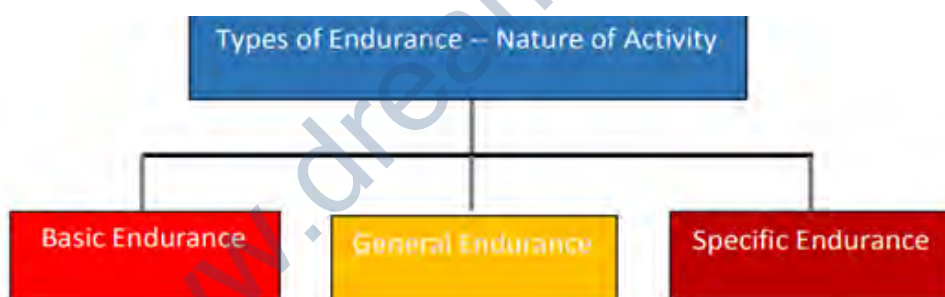 Types of Endurance -- Nature of Activity
Basic Endurance
General Endurance
Specific Endurance